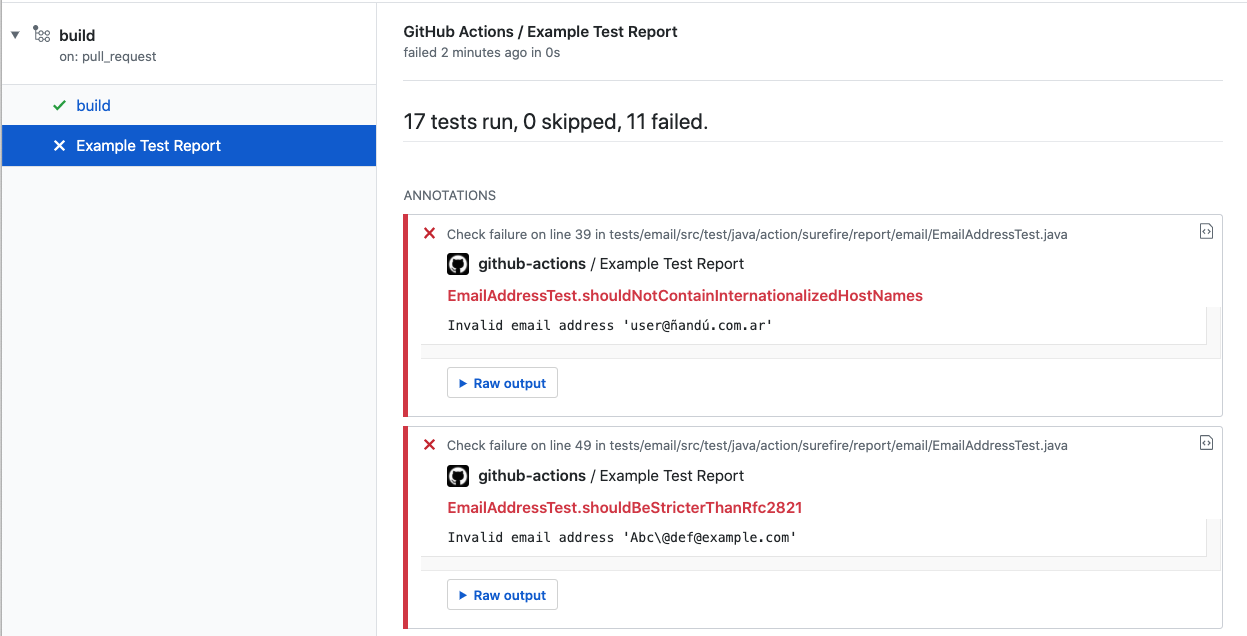 build
on: pull_request
build
Example Test Report
GitHub Actions / Example Test Report
failed 2 minutes ago in 0s
17 tests run, 0 skipped, 11 failed.
ANNOTATIONS
Check failure on line 39 in tests/email/src/test/java/action/surefire/report/email/EmailAddressTest.java
github-actions / Example Test Report
EmailAddressTest.shouldNotContainInternationalizedHostNames
Invalid email address 'user@ñandú.com.ar'
Raw output
Check failure on line 49 in tests/email/src/test/java/action/surefire/report/email/EmailAddressTest.java
github-actions / Example Test Report
EmailAddressTest.shouldBeStricterThanRfc2821
Invalid email address 'Abc\@def@example.com'
Raw output